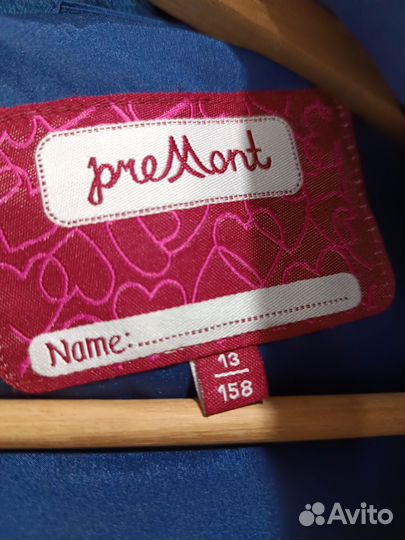 preMont
Name:..................
13
158
Avito